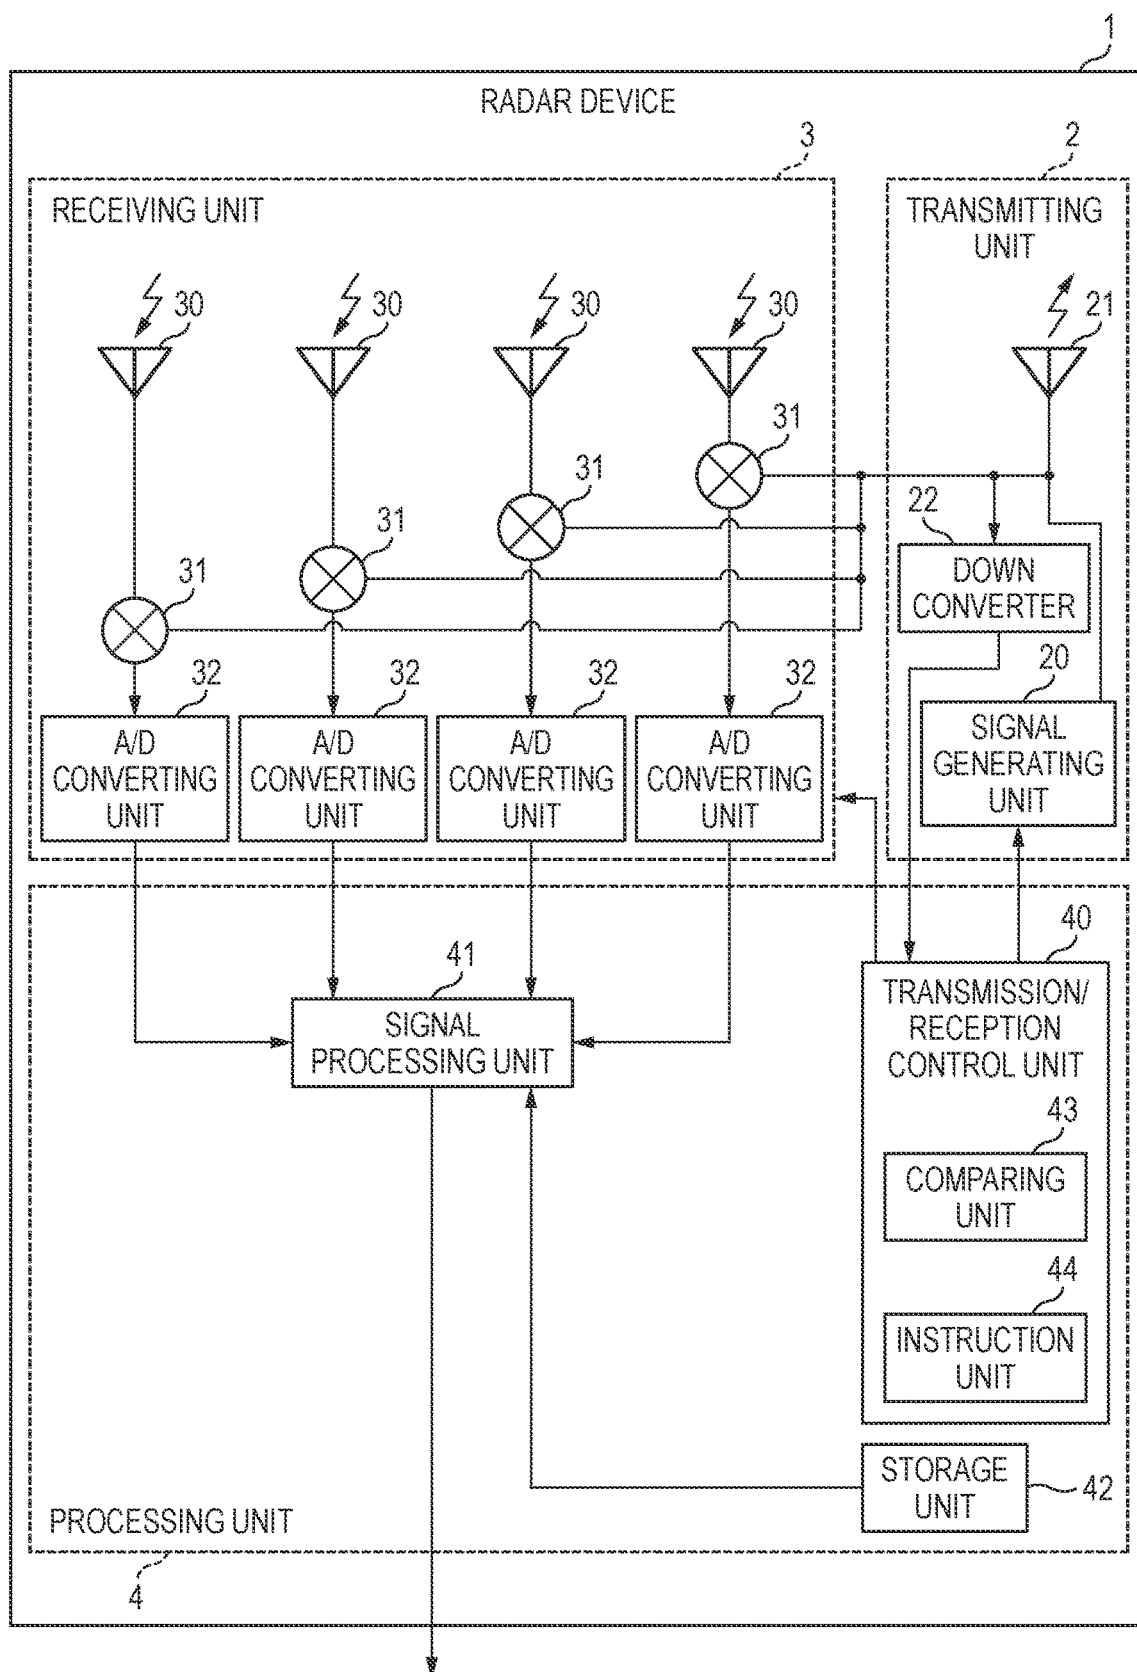 1
RADAR DEVICE
3
2
RECEIVING UNIT
TRANSMITTING
UNIT
30
30
30
30
21
31
31
31
31
22
DOWN
CONVERTER
20
SIGNAL
GENERATING
UNIT
32
32
32
32
A/D
CONVERTING
UNIT
A/D
CONVERTING
UNIT
A/D
CONVERTING
UNIT
A/D
CONVERTING
UNIT
41
SIGNAL
PROCESSING UNIT
40
TRANSMISSION/
RECEPTION
CONTROL UNIT
43
COMPARING
UNIT
44
INSTRUCTION
UNIT
STORAGE
UNIT
42
PROCESSING UNIT
4